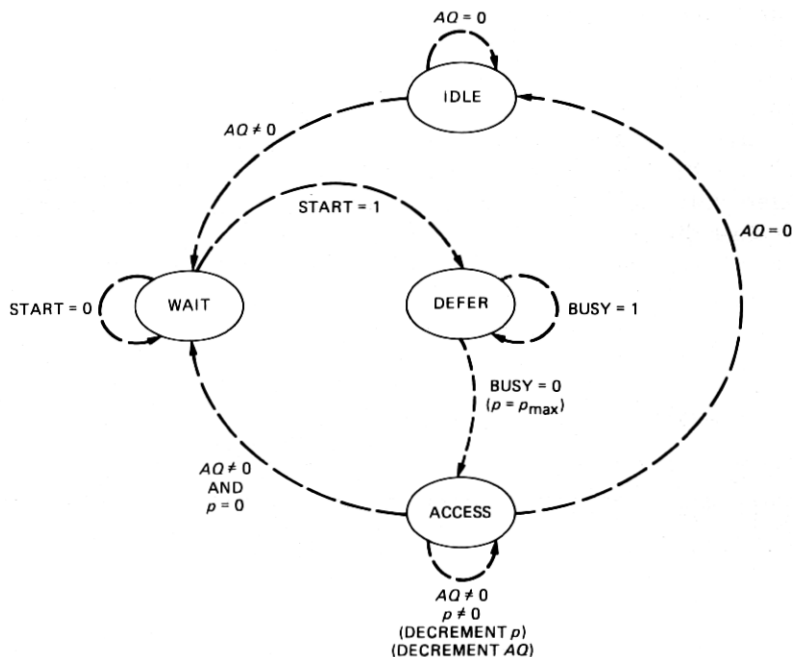 AQ = 0
IDLE
AQ ≠ 0
START = 1
AQ = 0
START = 0
WAIT
DEFER
BUSY = 1
BUSY = 0
(p = pmax)
AQ ≠ 0
AND
p = 0
ACCESS
AQ ≠ 0
p ≠ 0
(DECREMENT p)
(DECREMENT AQ)